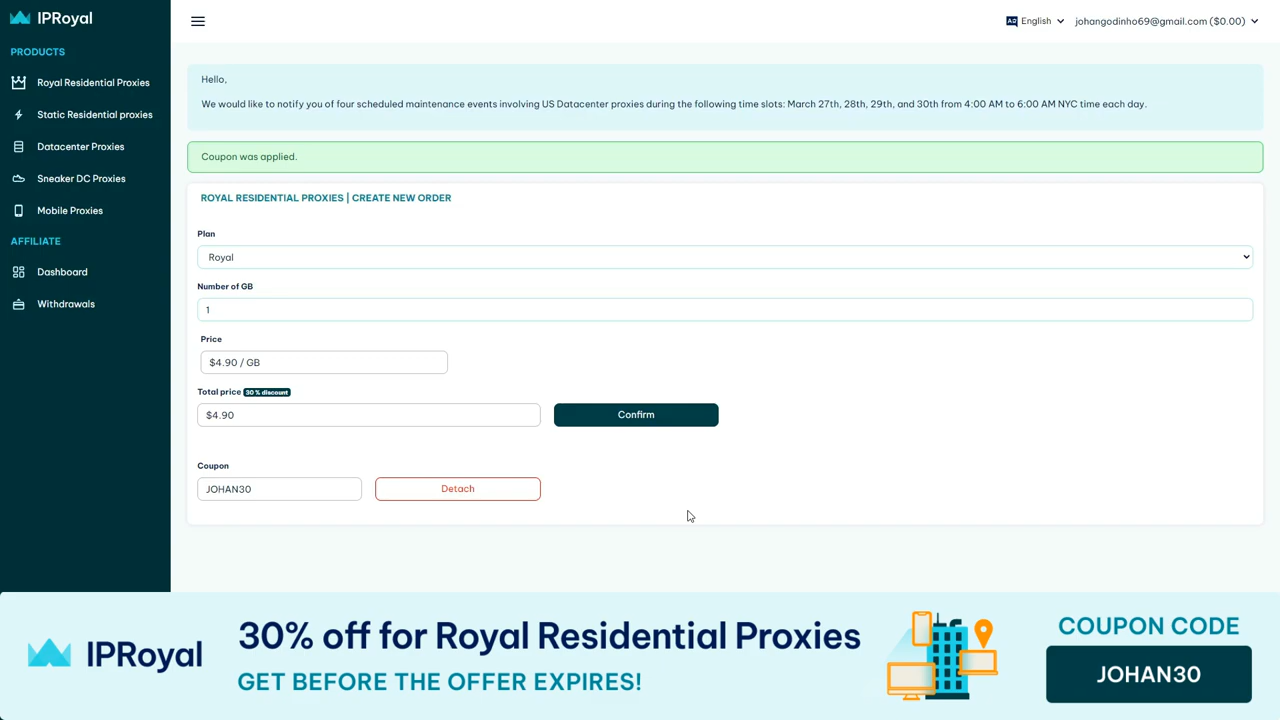 IPRoyal
English
johangodinho69@gmail.com ($0.00)
PRODUCTS
Royal Residential Proxies
Static Residential proxies
Datacenter Proxies
Sneaker DC Proxies
Mobile Proxies
AFFILIATE
Dashboard
Withdrawals
Hello,
We would like to notify you of four scheduled maintenance events involving US Datacenter proxies during the following time slots: March 27th, 28th, 29th, and 30th from 4:00 AM to 6:00 AM NYC time each day.
Coupon was applied.
ROYAL RESIDENTIAL PROXIES | CREATE NEW ORDER
Plan
Royal
Number of GB
1
Price
$4.90 / GB
Total price 30 % discount
$4.90
Confirm
Coupon
JOHAN30
Detach
IPRoyal
30% off for Royal Residential Proxies
GET BEFORE THE OFFER EXPIRES!
COUPON CODE
JOHAN30